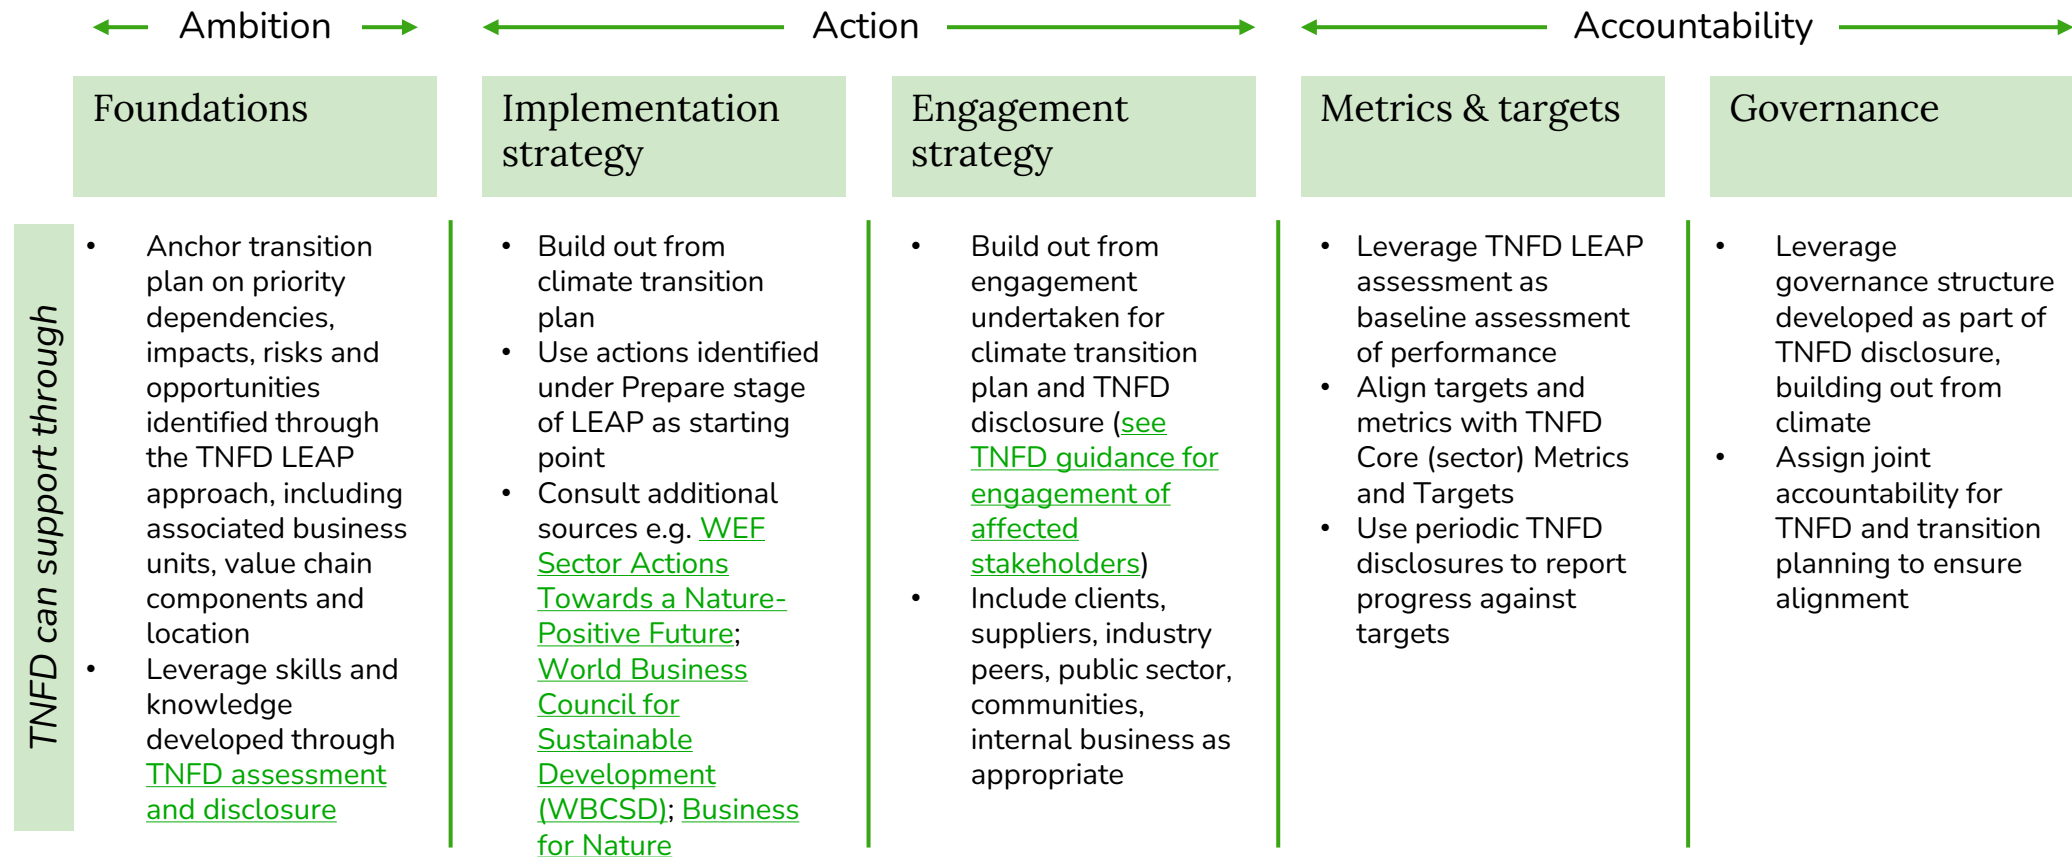 Ambition
Action
Accountability
Foundations
Implementation
strategy
Engagement
strategy
Metrics & targets
Governance
TNFD can support through
• Anchor transition
plan on priority
dependencies,
impacts, risks and
opportunities
identified through
the TNFD LEAP
approach, including
associated business
units, value chain
components and
location
• Leverage skills and
knowledge
developed through
TNFD assessment
and disclosure
• Build out from
climate transition
plan
• Use actions identified
under Prepare stage
of LEAP as starting
point
• Consult additional
sources e.g. WEF
Sector Actions
Towards a Nature-
Positive Future;
World Business
Council for
Sustainable
Development
(WBCSD); Business
for Nature
• Build out from
engagement
undertaken for
climate transition
plan and TNFD
disclosure (see
TNFD guidance for
engagement of
affected
stakeholders)
• Include clients,
suppliers, industry
peers, public sector,
communities,
internal business as
appropriate
• Leverage TNFD LEAP
assessment as
baseline assessment
of performance
• Align targets and
metrics with TNFD
Core (sector) Metrics
and Targets
• Use periodic TNFD
disclosures to report
progress against
targets
• Leverage
governance structure
developed as part of
TNFD disclosure,
building out from
climate
• Assign joint
accountability for
TNFD and transition
planning to ensure
alignment